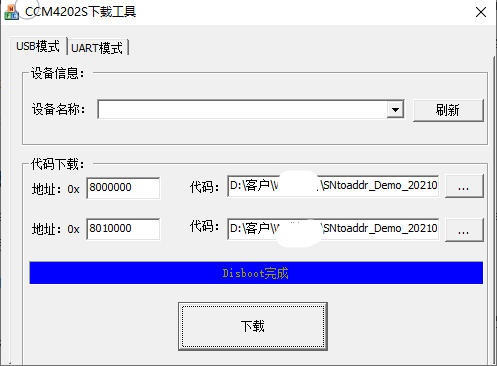 CCM4202S下载工具
USB模式 UART模式
设备信息:
设备名称: 刷新
代码下载:
地址: 0x 8000000 代码: D:\客户\ \SNtoaddr_Demo_20210 ...
地址: 0x 8010000 代码: D:\客户\ \SNtoaddr_Demo_20210 ...
Disboot完成
下载